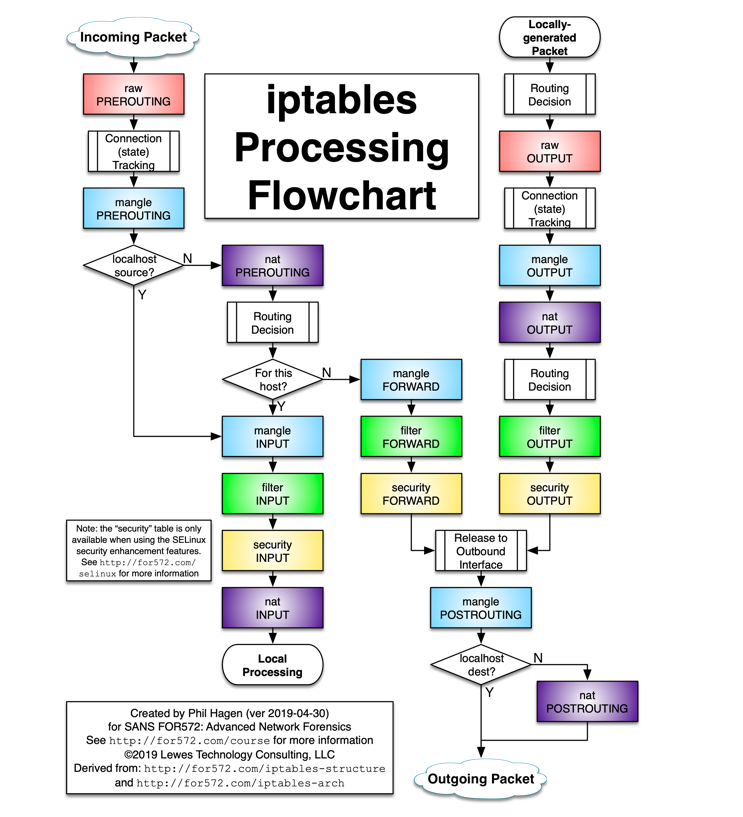 Incoming Packet
raw
PREROUTING
Connection
(state)
Tracking
mangle
PREROUTING
localhost
source?
N
Y
iptables
Processing
Flowchart
nat
PREROUTING
Routing
Decision
For this
host?
N
Y
mangle
INPUT
filter
INPUT
security
INPUT
nat
INPUT
Local
Processing
mangle
FORWARD
filter
FORWARD
security
FORWARD
Locally-
generated
Packet
Routing
Decision
raw
OUTPUT
Connection
(state)
Tracking
mangle
OUTPUT
nat
OUTPUT
Routing
Decision
filter
OUTPUT
security
OUTPUT
Release to
Outbound
Interface
mangle
POSTROUTING
localhost
dest?
N
Y
nat
POSTROUTING
Outgoing Packet
Note: the "security" table is only
available when using the SELinux
security enhancement features.
See http://for572.com/
selinux for more information
Created by Phil Hagen (ver 2019-04-30)
for SANS FOR572: Advanced Network Forensics
See http://for572.com/course for more information
©2019 Lewes Technology Consulting, LLC
Derived from: http://for572.com/iptables-structure
and http://for572.com/iptables-arch